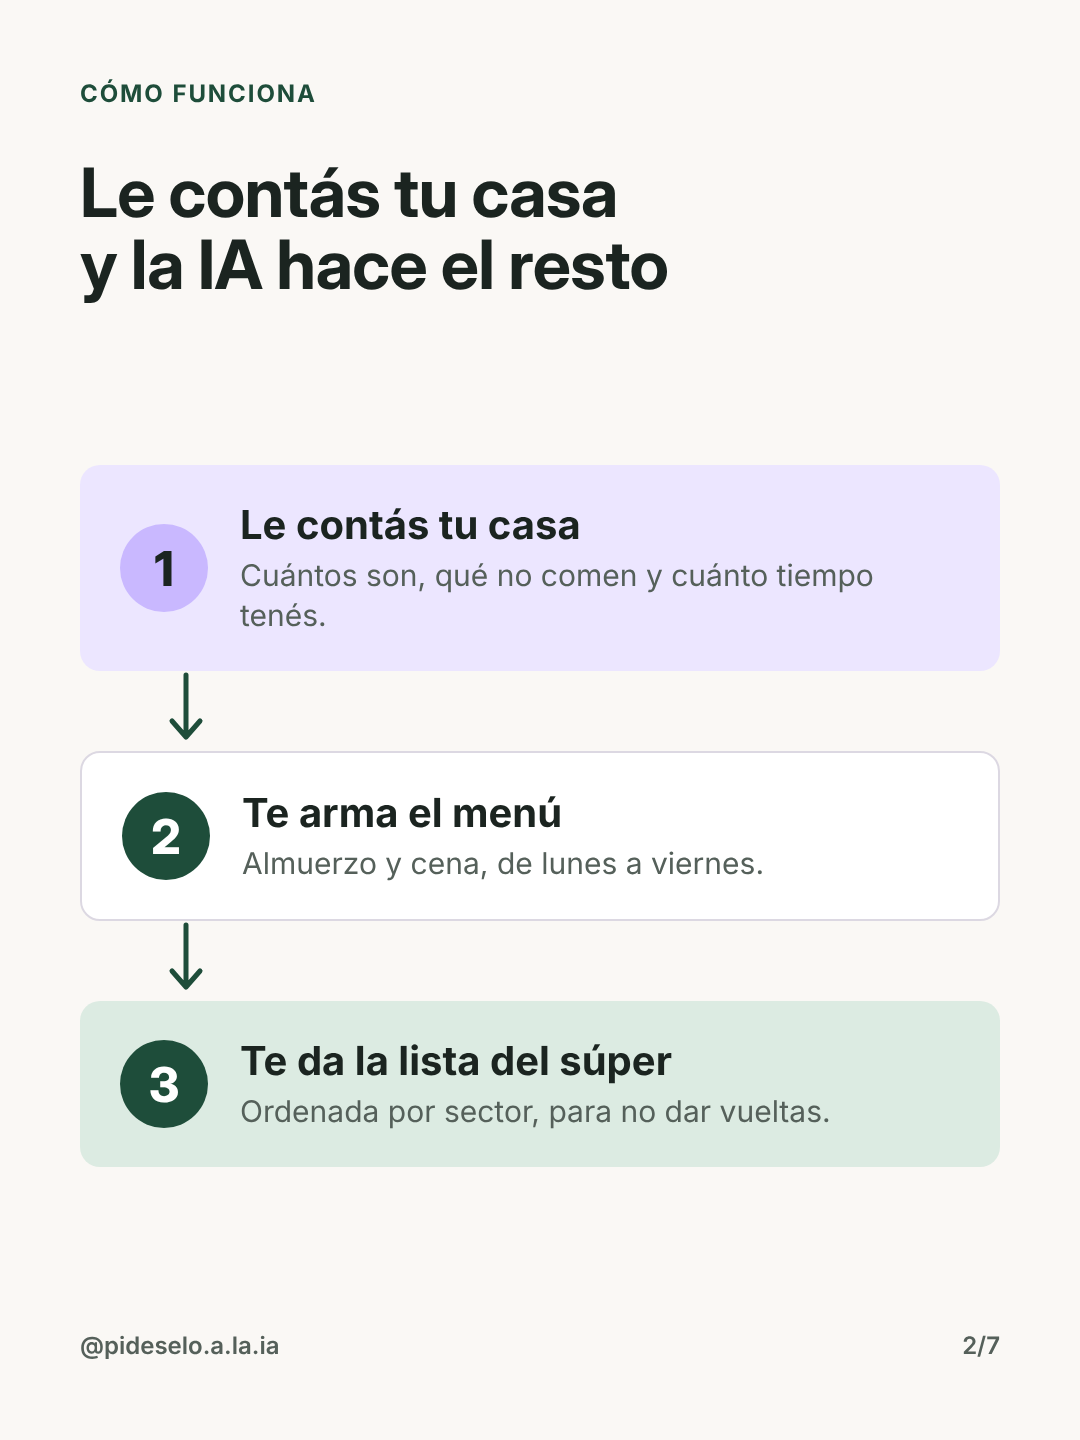 CÓMO FUNCIONA
Le contás tu casa
y la IA hace el resto
1
Le contás tu casa
Cuántos son, qué no comen y cuánto tiempo
tenés.
2
Te arma el menú
Almuerzo y cena, de lunes a viernes.
3
Te da la lista del súper
Ordenada por sector, para no dar vueltas.
@pideselo.a.la.ia
2/7